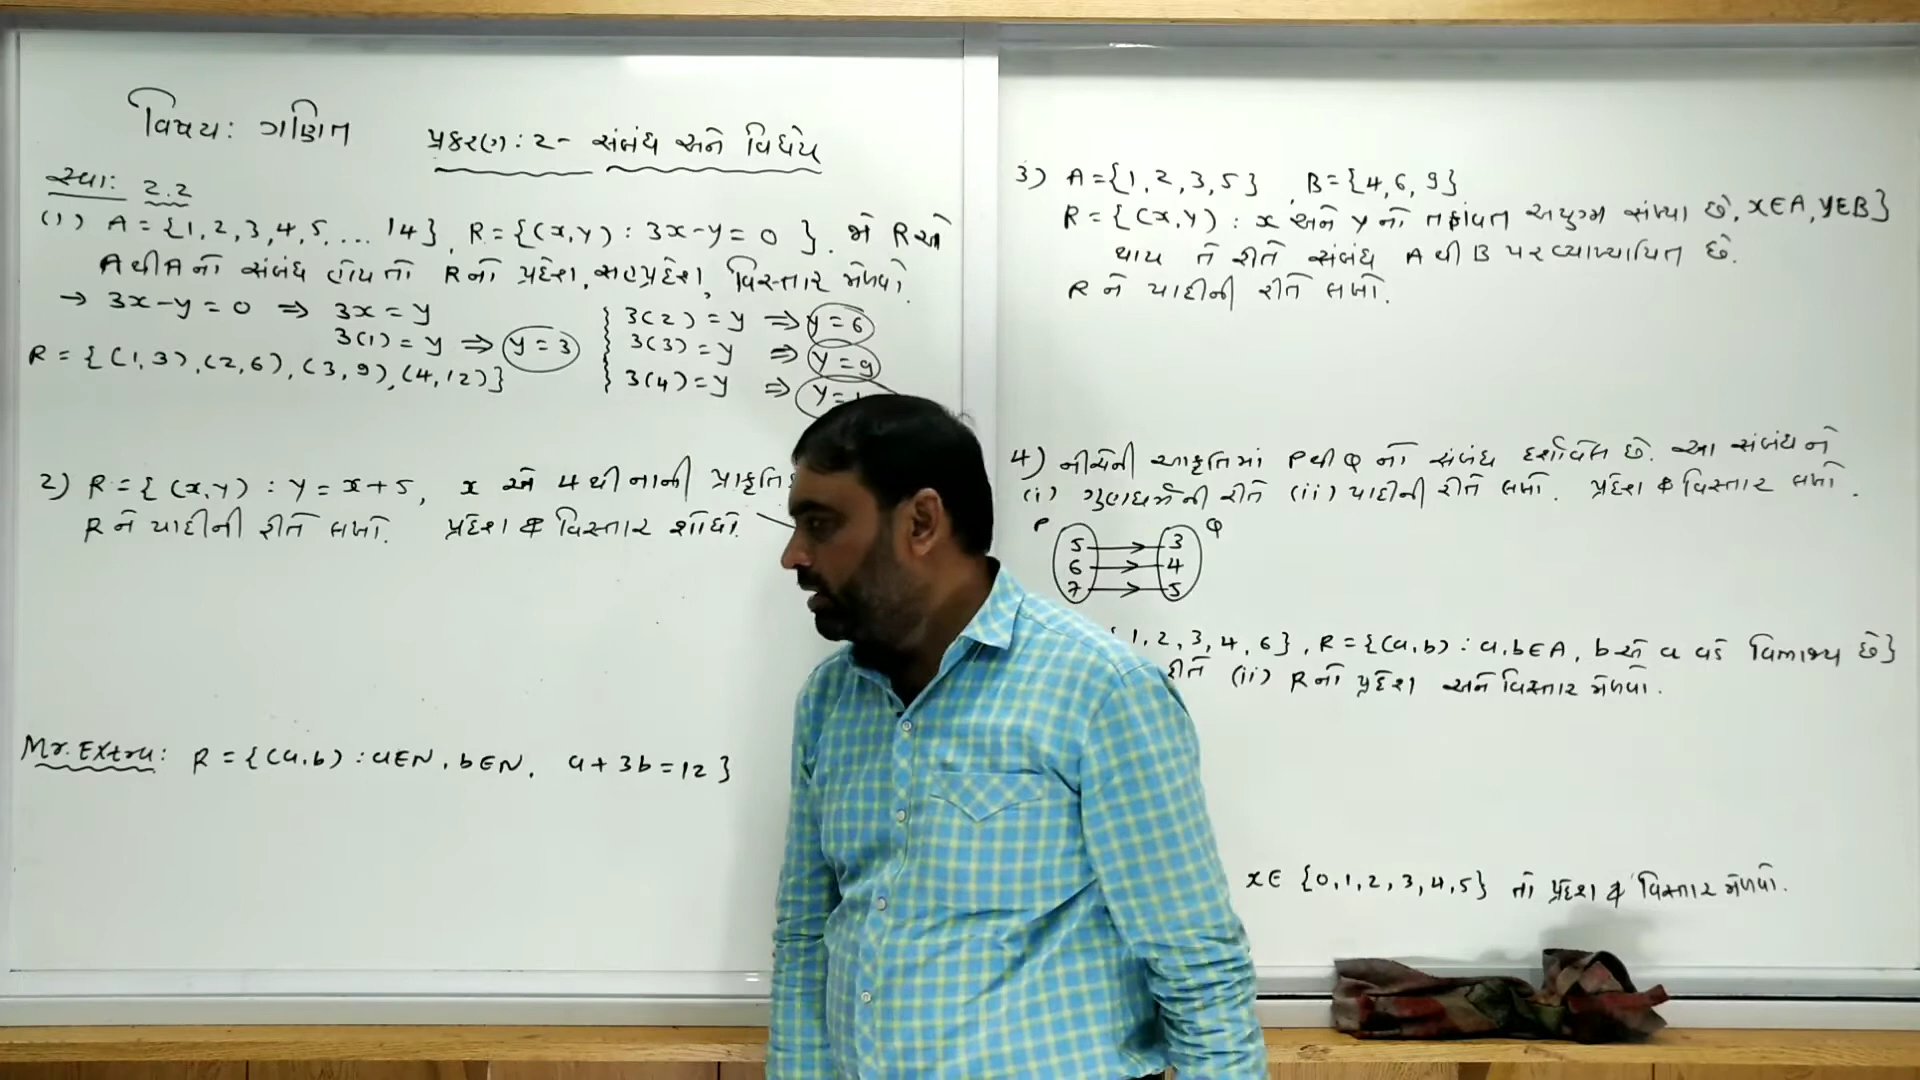 વિષય: ગણિત
પ્રકરણ: 2- સંબંધ અને વિધેય
સ્વા: 2.2
(1) A = {1,2,3,4,5,... 14}, R = {(x,y) : 3x-y = 0 }. જો R એ
A થી A નો સંબંધ હોય તો R નો પ્રદેશ, સહપ્રદેશ, વિસ્તાર મેળવો.
→ 3x-y = 0 ⇒ 3x = y
3(1) = y ⇒ y = 3
3(2) = y ⇒ y = 6
3(3) = y ⇒ y = 9
3(4) = y ⇒ y =
R = {(1,3),(2,6),(3,9),(4,12)}
2) R = { (x,y) : y = x+5, x એ 4 થી નાની
R ને યાદીની રીતે લખો. પ્રદેશ & વિસ્તાર શોધો.
Mr. Extra: R = {(a,b) : a∈N, b∈N, a + 3b = 12 }
3) A = {1,2,3,5}, B = {4,6,9}
R = {(x,y) : x અને y નો તફાવત અયુગ્મ સંખ્યા છે, x∈A, y∈B}
થાય તે રીતે સંબંધ A થી B પર વ્યાખ્યાયિત છે.
R ને યાદીની રીતે લખો.
4) નીચેની આકૃતિમાં P થી Q નો સંબંધ દર્શાવેલ છે. આ સંબંધ ને
(i) ગુણધર્મની રીતે (ii) યાદીની રીતે લખો. પ્રદેશ & વિસ્તાર લખો.
P Q
5 → 3
6 → 4
7 → 5
1,2,3,4,6}, R = {(a,b) : a,b∈A, b એ a વડે વિભાજ્ય છે}
રીતે (ii) R નો પ્રદેશ અને વિસ્તાર મેળવો.
x∈ {0,1,2,3,4,5} તો પ્રદેશ & વિસ્તાર મેળવો.